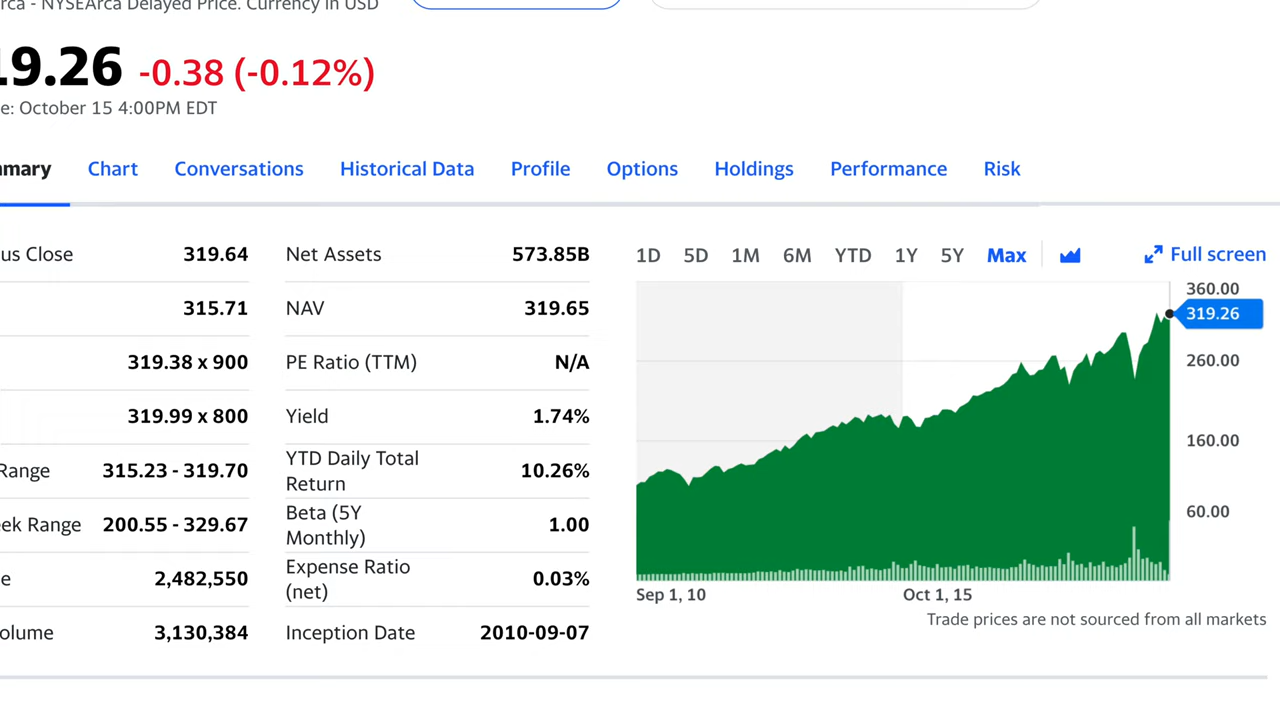 rca - NYSEArca Delayed Price. Currency in USD
19.26 -0.38 (-0.12%)
e: October 15 4:00PM EDT
mmary Chart Conversations Historical Data Profile Options Holdings Performance Risk
us Close 319.64
315.71
319.38 x 900
319.99 x 800
Range 315.23 - 319.70
eek Range 200.55 - 329.67
e 2,482,550
olume 3,130,384
Net Assets 573.85B
NAV 319.65
PE Ratio (TTM) N/A
Yield 1.74%
YTD Daily Total
Return 10.26%
Beta (5Y
Monthly) 1.00
Expense Ratio
(net) 0.03%
Inception Date 2010-09-07
1D 5D 1M 6M YTD 1Y 5Y Max Full screen
360.00
319.26
260.00
160.00
60.00
Sep 1, 10 Oct 1, 15
Trade prices are not sourced from all markets